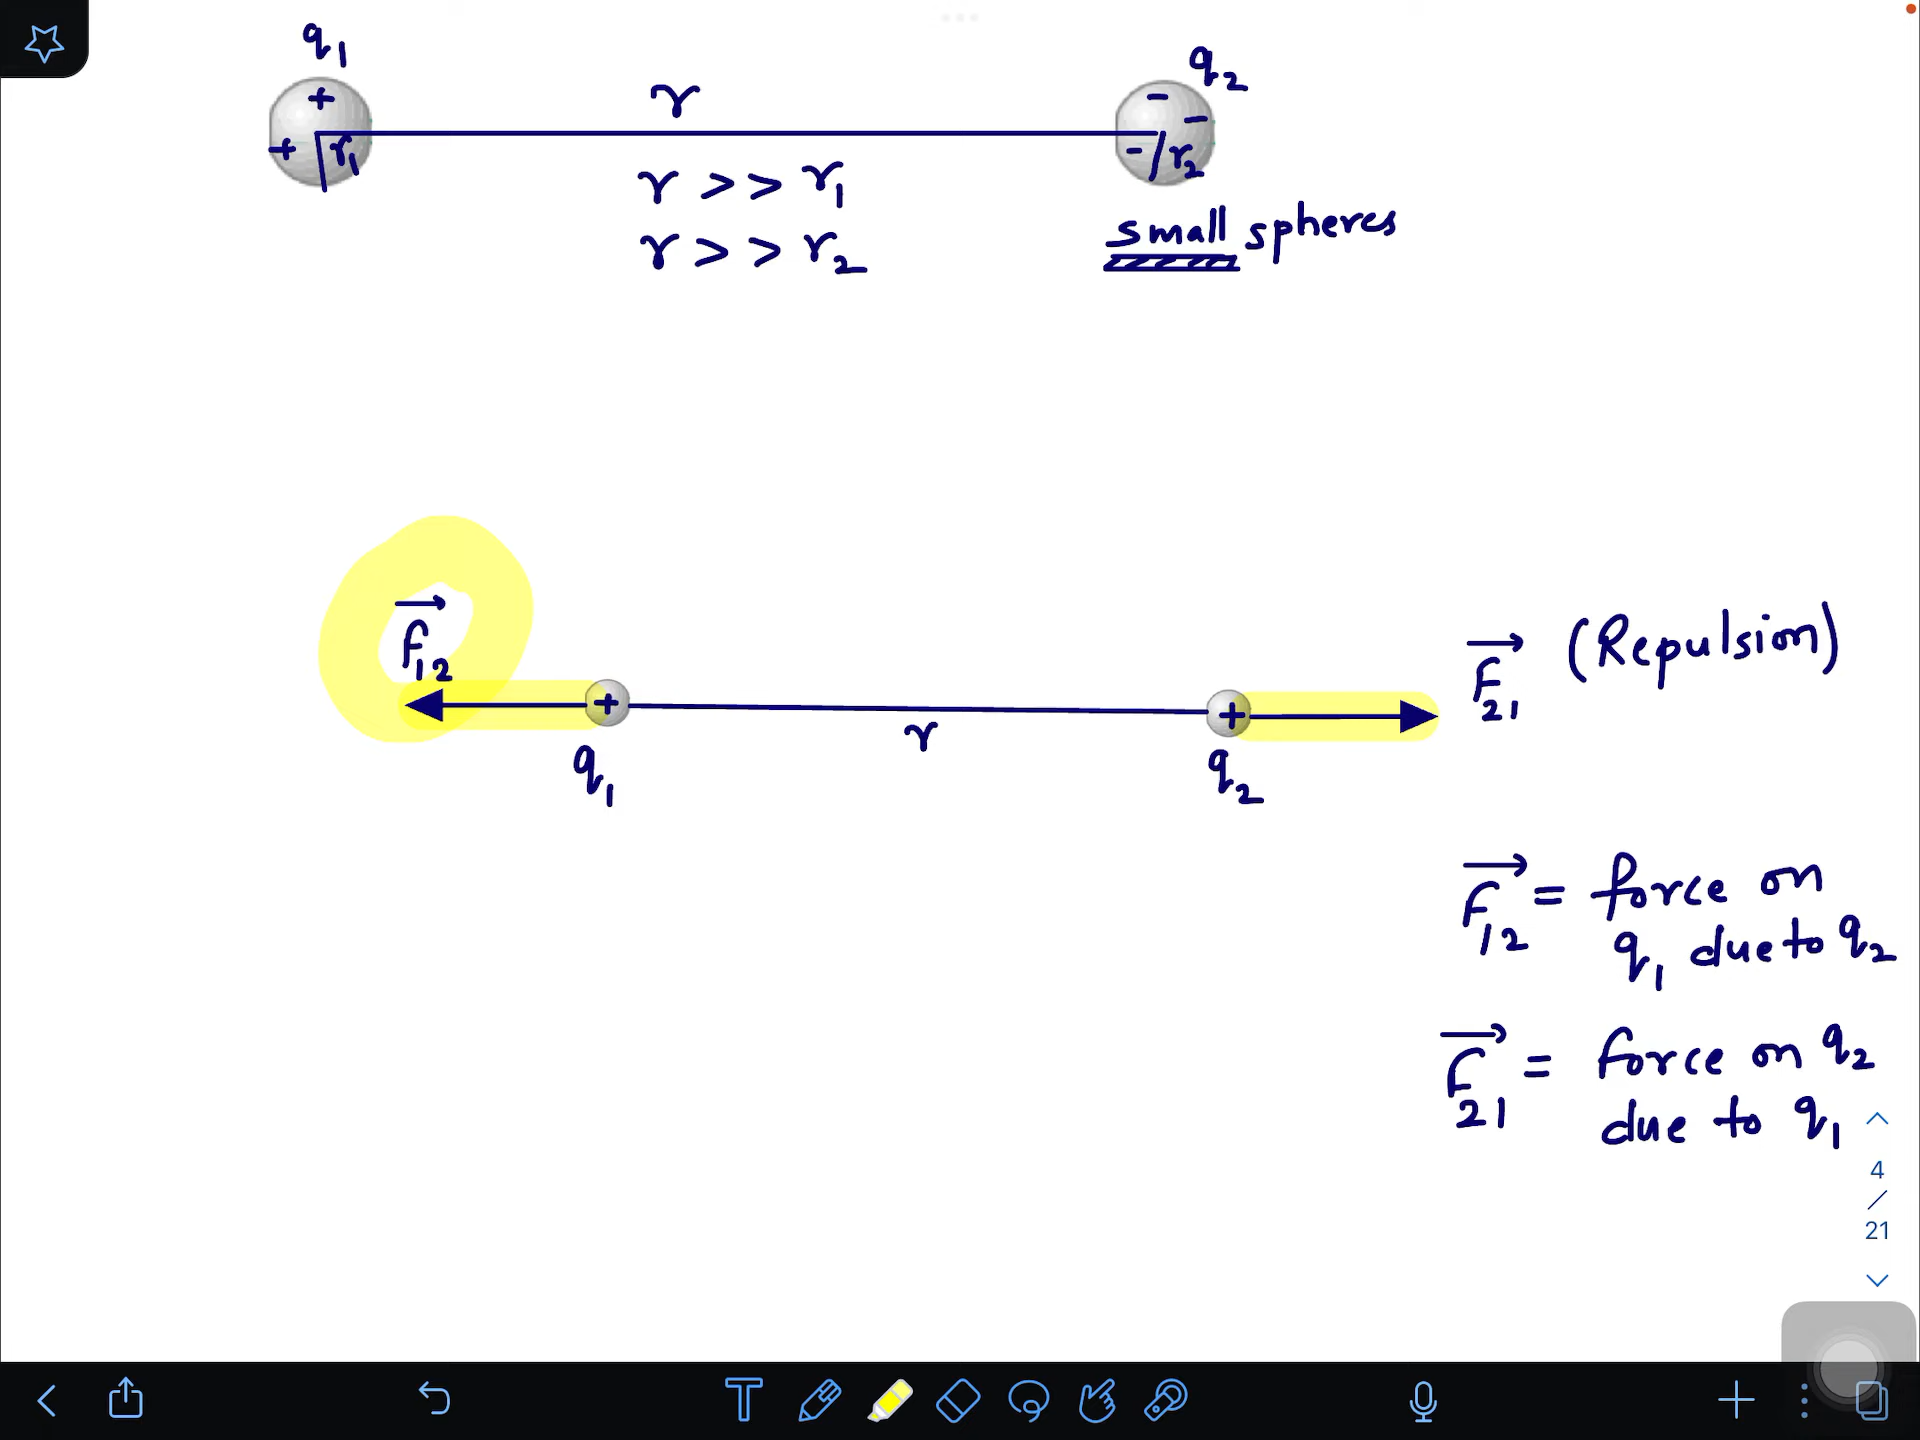 q₁
q₂
+
+
r₁
r
-
-
-
r₂
r >> r₁
r >> r₂
small spheres
F₁₂
F₂₁ (Repulsion)
+
+
q₁
r
q₂
F₁₂ = force on
q₁ due to q₂
F₂₁ = force on q₂
due to q₁
4
/
21
T